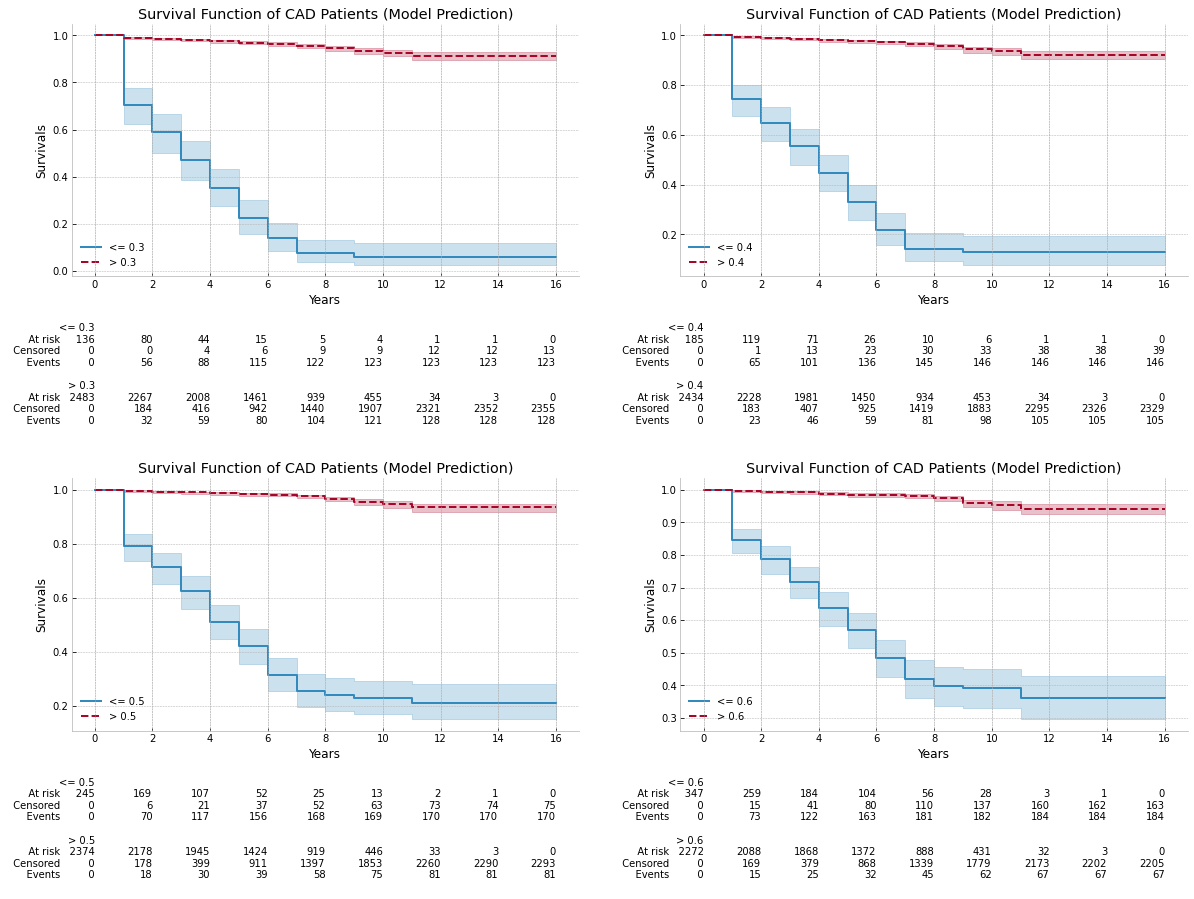 Survival Function of CAD Patients (Model Prediction)
1.0
0.8
0.6
0.4
0.2
0.0
Survivals
<= 0.3
> 0.3
0 2 4 6 8 10 12 14 16
Years
<= 0.3
At risk 136 80 44 15 5 4 1 1 0
Censored 0 0 4 6 9 9 12 12 13
Events 0 56 88 115 122 123 123 123 123
> 0.3
At risk 2483 2267 2008 1461 939 455 34 3 0
Censored 0 184 416 942 1440 1907 2321 2352 2355
Events 0 32 59 80 104 121 128 128 128
Survival Function of CAD Patients (Model Prediction)
1.0
0.8
0.6
0.4
0.2
Survivals
<= 0.4
> 0.4
0 2 4 6 8 10 12 14 16
Years
<= 0.4
At risk 185 119 71 26 10 6 1 1 0
Censored 0 1 13 23 30 33 38 38 39
Events 0 65 101 136 145 146 146 146 146
> 0.4
At risk 2434 2228 1981 1450 934 453 34 3 0
Censored 0 183 407 925 1419 1883 2295 2326 2329
Events 0 23 46 59 81 98 105 105 105
Survival Function of CAD Patients (Model Prediction)
1.0
0.8
0.6
0.4
0.2
Survivals
<= 0.5
> 0.5
0 2 4 6 8 10 12 14 16
Years
<= 0.5
At risk 245 169 107 52 25 13 2 1 0
Censored 0 6 21 37 52 63 73 74 75
Events 0 70 117 156 168 169 170 170 170
> 0.5
At risk 2374 2178 1945 1424 919 446 33 3 0
Censored 0 178 399 911 1397 1853 2260 2290 2293
Events 0 18 30 39 58 75 81 81 81
Survival Function of CAD Patients (Model Prediction)
1.0
0.9
0.8
0.7
0.6
0.5
0.4
0.3
Survivals
<= 0.6
> 0.6
0 2 4 6 8 10 12 14 16
Years
<= 0.6
At risk 347 259 184 104 56 28 3 1 0
Censored 0 15 41 80 110 137 160 162 163
Events 0 73 122 163 181 182 184 184 184
> 0.6
At risk 2272 2088 1868 1372 888 431 32 3 0
Censored 0 169 379 868 1339 1779 2173 2202 2205
Events 0 15 25 32 45 62 67 67 67